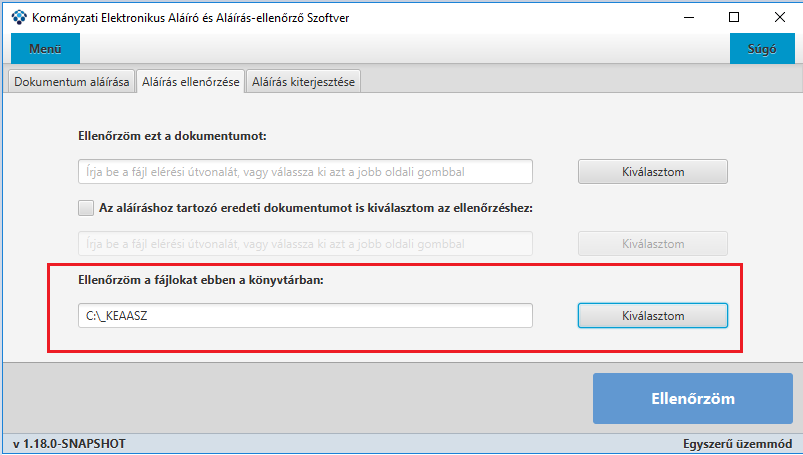 Kormányzati Elektronikus Aláíró és Aláírás-ellenőrző Szoftver
Menü
Súgó
Dokumentum aláírása
Aláírás ellenőrzése
Aláírás kiterjesztése
Ellenőrzöm ezt a dokumentumot:
Írja be a fájl elérési útvonalát, vagy válassza ki azt a jobb oldali gombbal
Kiválasztom
Az aláíráshoz tartozó eredeti dokumentumot is kiválasztom az ellenőrzéshez:
Írja be a fájl elérési útvonalát, vagy válassza ki azt a jobb oldali gombbal
Kiválasztom
Ellenőrzöm a fájlokat ebben a könyvtárban:
C:\_KEAASZ
Kiválasztom
Ellenőrzöm
v 1.18.0-SNAPSHOT
Egyszerű üzemmód